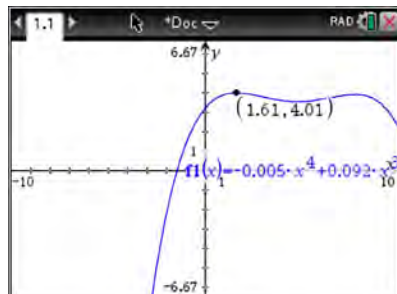 1.1 *Doc RAD
6.67 y
(1.61,4.01)
1
f1(x)=-0.005·x^4+0.092·x^3
-10 1 10
-6.67